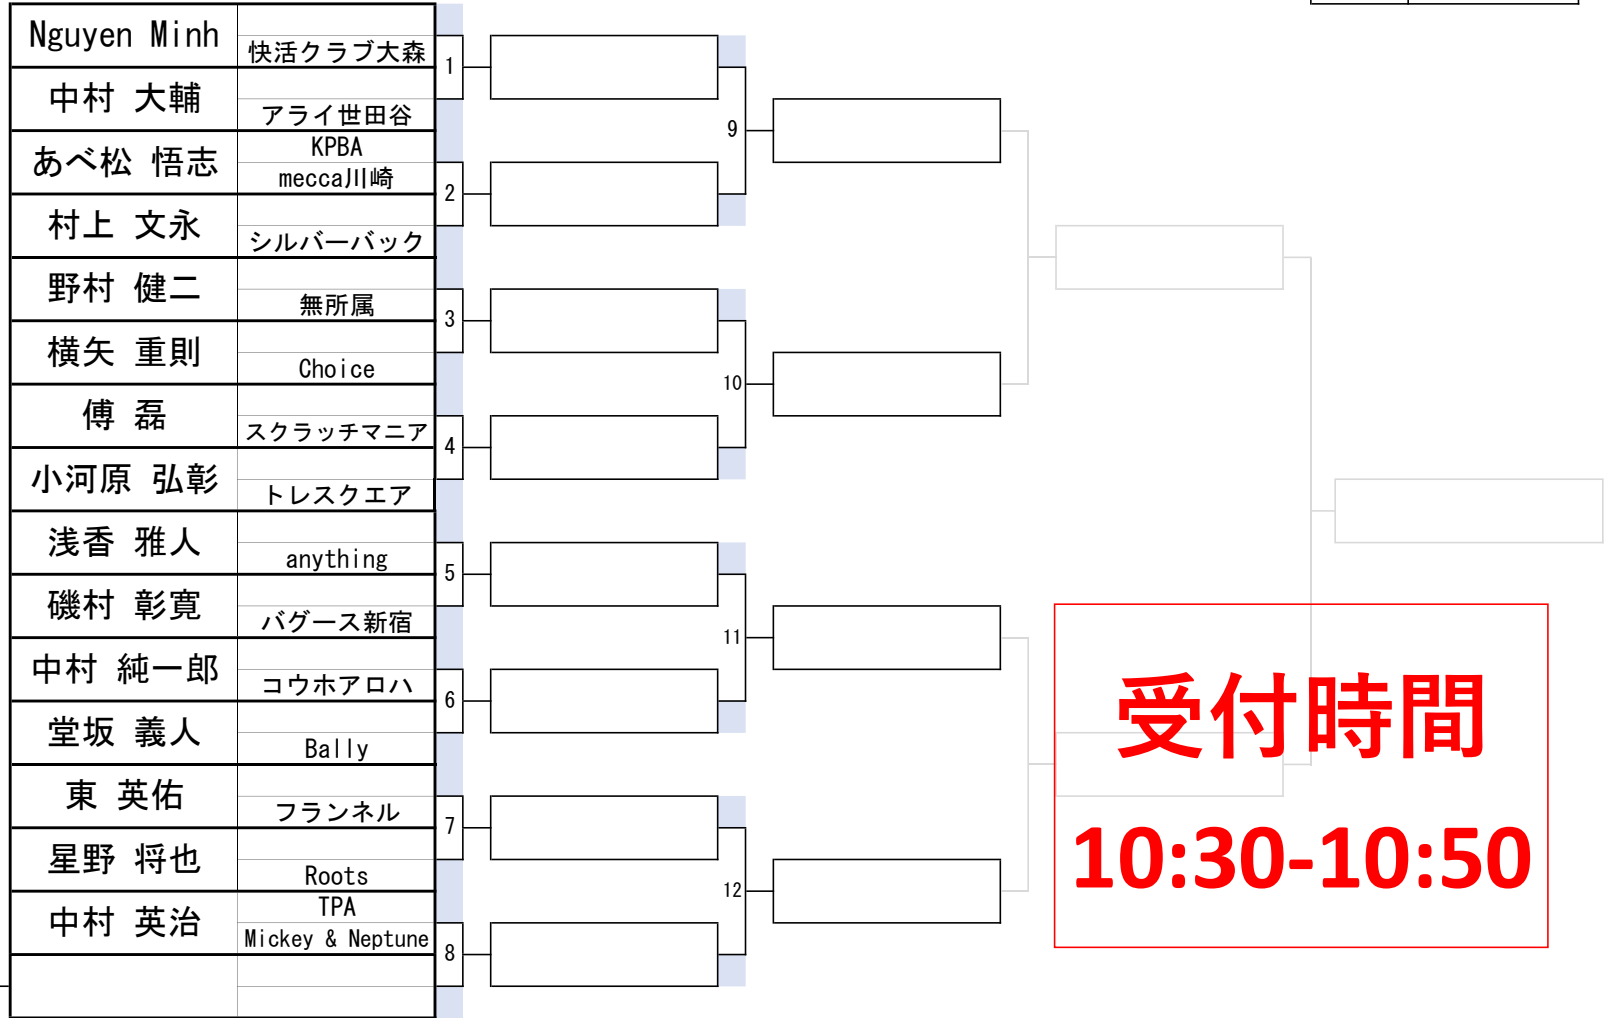 Nguyen Minh
快活クラブ大森
1
中村 大輔
アライ世田谷
9
あべ松 悟志
KPBA
mecca川崎
2
村上 文永
シルバーバック
野村 健二
無所属
3
横矢 重則
Choice
10
傅 磊
スクラッチマニア
4
小河原 弘彰
トレスクエア
浅香 雅人
anything
5
磯村 彰寛
バグース新宿
11
中村 純一郎
コウホアロハ
6
堂坂 義人
Bally
東 英佑
フランネル
7
星野 将也
Roots
12
中村 英治
TPA
Mickey & Neptune
8
受付時間
10:30-10:50